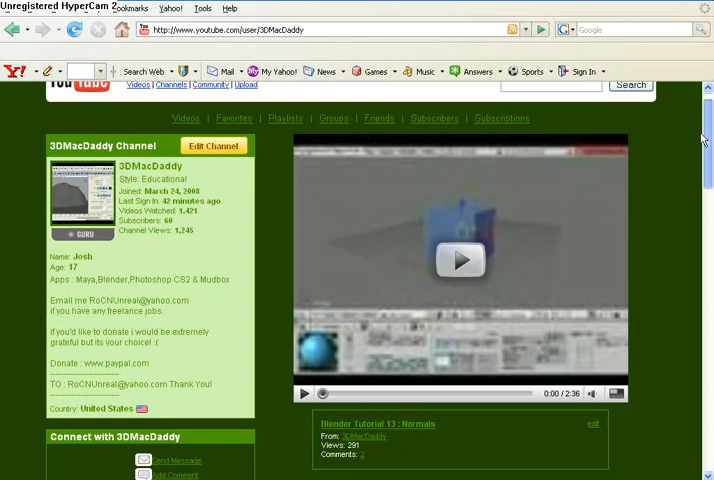 Unregistered HyperCam 2
okmarks Yahoo! Tools Help
http://www.youtube.com/user/3DMacDaddy
Google
Y! Search Web Mail My Yahoo! News Games Music Answers Sports Sign In
You Tube Videos | Channels | Community | Upload Search
Videos | Favorites | Playlists | Groups | Friends | Subscribers | Subscriptions
3DMacDaddy Channel Edit Channel
3DMacDaddy
Style: Educational
Joined: March 24, 2008
Last Sign In: 42 minutes ago
Videos Watched: 1,421
Subscribers: 60
Channel Views: 1,245
GURU
Name: Josh
Age: 17
Apps : Maya,Blender,Photoshop CS2 & Mudbox
Email me RoCNUnreal@yahoo.com
if you have any freelance jobs.
if you'd like to donate i would be extremely
grateful but its your choice! :(
Donate : www.paypal.com
------------------------
TO : RoCNUnreal@yahoo.com Thank You!
------------------------
Country: United States
Connect with 3DMacDaddy
Send Message
Add Comment
0:00 / 2:36
Blender Tutorial 13 : Normals edit
From: 3DMacDaddy
Views: 291
Comments: 2